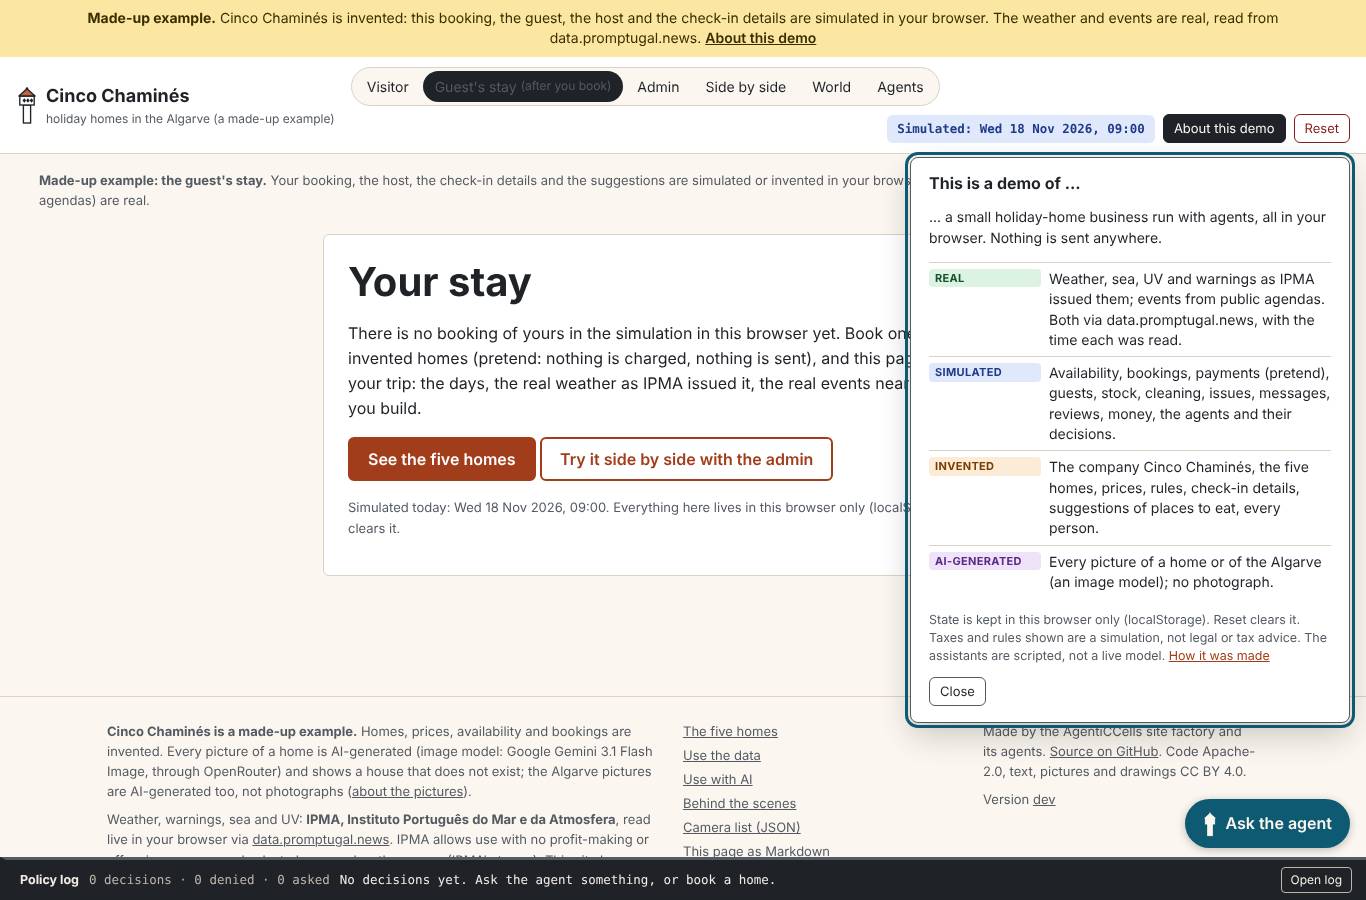 Made-up example. Cinco Chaminés is invented: this booking, the guest, the host and the check-in details are simulated in your browser. The weather and events are real, read from
data.promptugal.news. About this demo
Cinco Chaminés
holiday homes in the Algarve (a made-up example)
Visitor
Guest's stay (after you book)
Admin
Side by side
World
Agents
Simulated: Wed 18 Nov 2026, 09:00
About this demo
Reset
Made-up example: the guest's stay. Your booking, the host, the check-in details and the suggestions are simulated or invented in your
agendas) are real.
Your stay
There is no booking of yours in the simulation in this browser yet. Book
invented homes (pretend: nothing is charged, nothing is sent), and this
your trip: the days, the real weather as IPMA issued it, the real events
you build.
See the five homes
Try it side by side with the admin
Simulated today: Wed 18 Nov 2026, 09:00. Everything here lives in this browser only
clears it.
This is a demo of ...
... a small holiday-home business run with agents, all in your
browser. Nothing is sent anywhere.
REAL
Weather, sea, UV and warnings as IPMA
issued them; events from public agendas.
Both via data.promptugal.news, with the
time each was read.
SIMULATED
Availability, bookings, payments (pretend),
guests, stock, cleaning, issues, messages,
reviews, money, the agents and their
decisions.
INVENTED
The company Cinco Chaminés, the five
homes, prices, rules, check-in details,
suggestions of places to eat, every
person.
AI-GENERATED
Every picture of a home or of the Algarve
(an image model); no photograph.
State is kept in this browser only (localStorage). Reset clears it.
Taxes and rules shown are a simulation, not legal or tax advice. The
assistants are scripted, not a live model. How it was made
Close
Cinco Chaminés is a made-up example. Homes, prices, availability and bookings are
invented. Every picture of a home is AI-generated (image model: Google Gemini 3.1 Flash
Image, through OpenRouter) and shows a house that does not exist; the Algarve pictures
are AI-generated too, not photographs (about the pictures).
Weather, warnings, sea and UV: IPMA, Instituto Português do Mar e da Atmosfera, read
live in your browser via data.promptugal.news. IPMA allows use with no profit-making or
The five homes
Use the data
Use with AI
Behind the scenes
Camera list (JSON)
This page as Markdown
Made by the AgentiCCells site factory and
its agents. Source on GitHub. Code Apache-
2.0, text, pictures and drawings CC BY 4.0.
Version dev
Ask the agent
Policy log 0 decisions · 0 denied · 0 asked No decisions yet. Ask the agent something, or book a home.
Open log